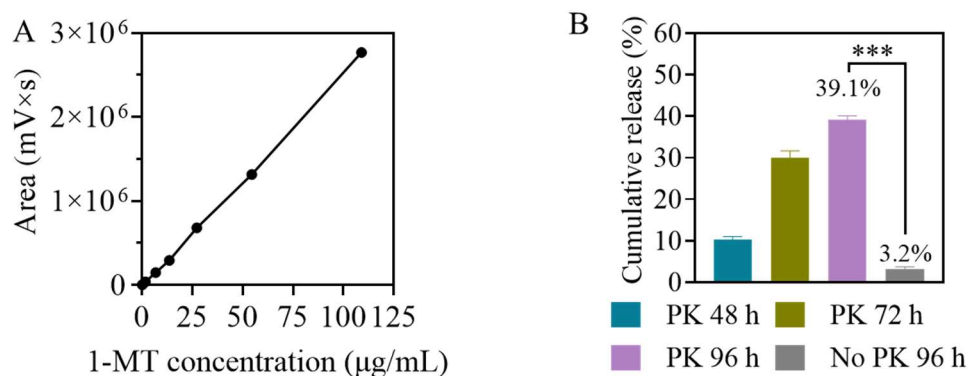 A
3×10⁶
2×10⁶
1×10⁶
0
Area (mV×s)
0 25 50 75 100 125
1-MT concentration (μg/mL)
B
60
50
40
30
20
10
0
Cumulative release (%)
***
39.1%
3.2%
PK 48 h PK 72 h
PK 96 h No PK 96 h